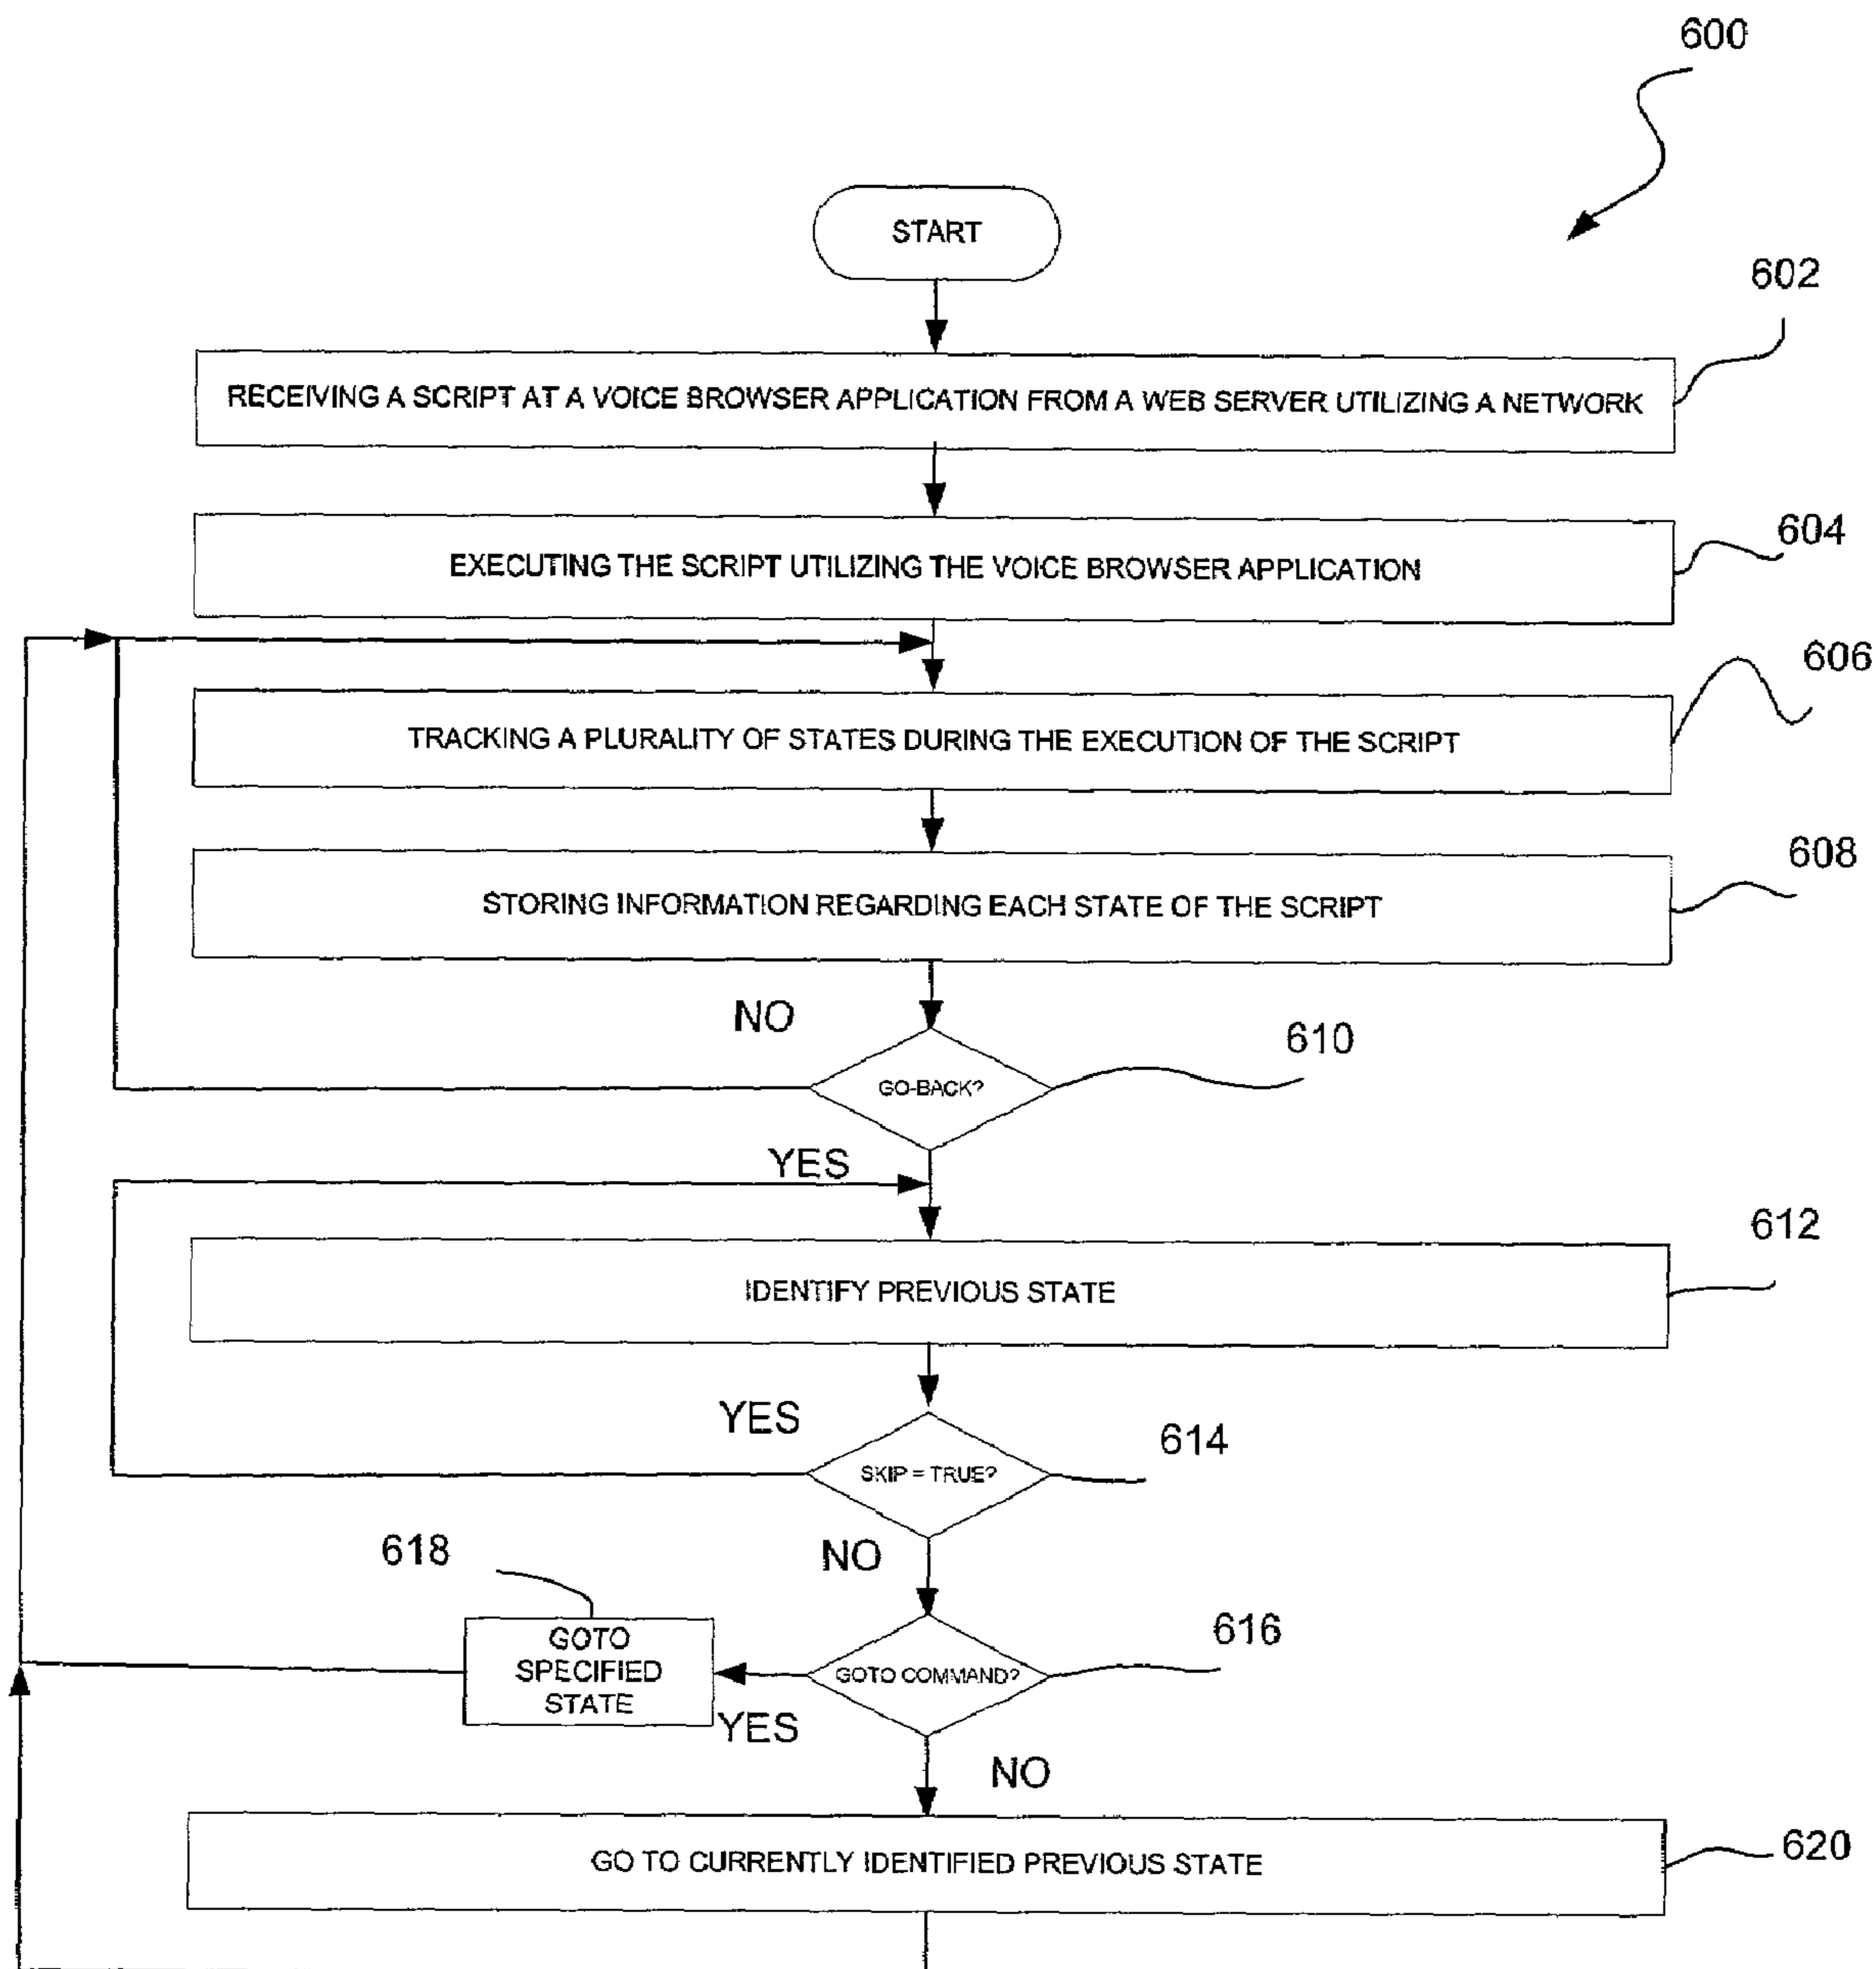 600
START
602
RECEIVING A SCRIPT AT A VOICE BROWSER APPLICATION FROM A WEB SERVER UTILIZING A NETWORK
604
EXECUTING THE SCRIPT UTILIZING THE VOICE BROWSER APPLICATION
606
TRACKING A PLURALITY OF STATES DURING THE EXECUTION OF THE SCRIPT
608
STORING INFORMATION REGARDING EACH STATE OF THE SCRIPT
NO
610
GO-BACK?
YES
612
IDENTIFY PREVIOUS STATE
YES
614
SKIP = TRUE?
NO
618
616
GOTO
SPECIFIED
STATE
GOTO COMMAND?
YES
NO
620
GO TO CURRENTLY IDENTIFIED PREVIOUS STATE